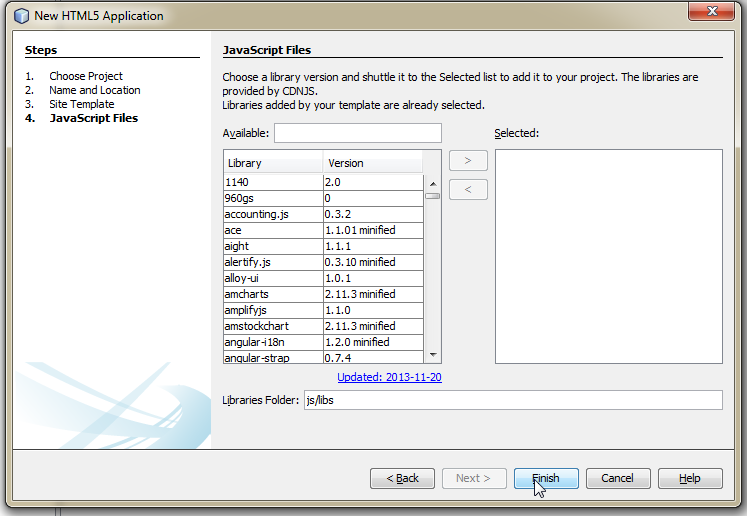 New HTML5 Application
Steps
1. Choose Project
2. Name and Location
3. Site Template
4. JavaScript Files
JavaScript Files
Choose a library version and shuttle it to the Selected list to add it to your project. The libraries are
provided by CDNJS.
Libraries added by your template are already selected.
Available:
Selected:
Library Version
1140 2.0
960gs 0
accounting.js 0.3.2
ace 1.1.01 minified
aight 1.1.1
alertify.js 0.3.10 minified
alloy-ui 1.0.1
amcharts 2.11.3 minified
amplifyjs 1.1.0
amstockchart 2.11.3 minified
angular-i18n 1.2.0 minified
angular-strap 0.7.4
>
<
Updated: 2013-11-20
Libraries Folder: js/libs
< Back Next > Finish Cancel Help